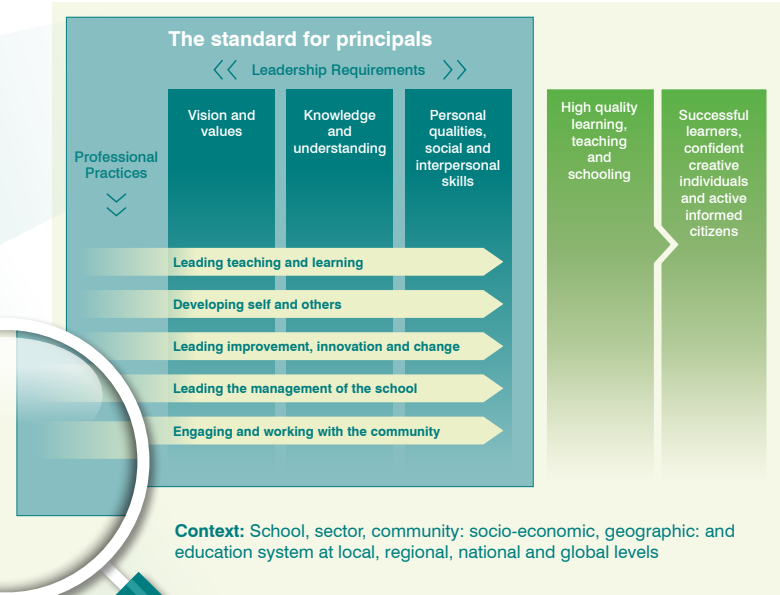 The standard for principals
Leadership Requirements
Professional
Practices
Vision and
values
Knowledge
and
understanding
Personal
qualities,
social and
interpersonal
skills
High quality
learning,
teaching
and
schooling
Successful
learners,
confident
creative
individuals
and active
informed
citizens
Leading teaching and learning
Developing self and others
Leading improvement, innovation and change
Leading the management of the school
Engaging and working with the community
Context: School, sector, community: socio-economic, geographic: and
education system at local, regional, national and global levels